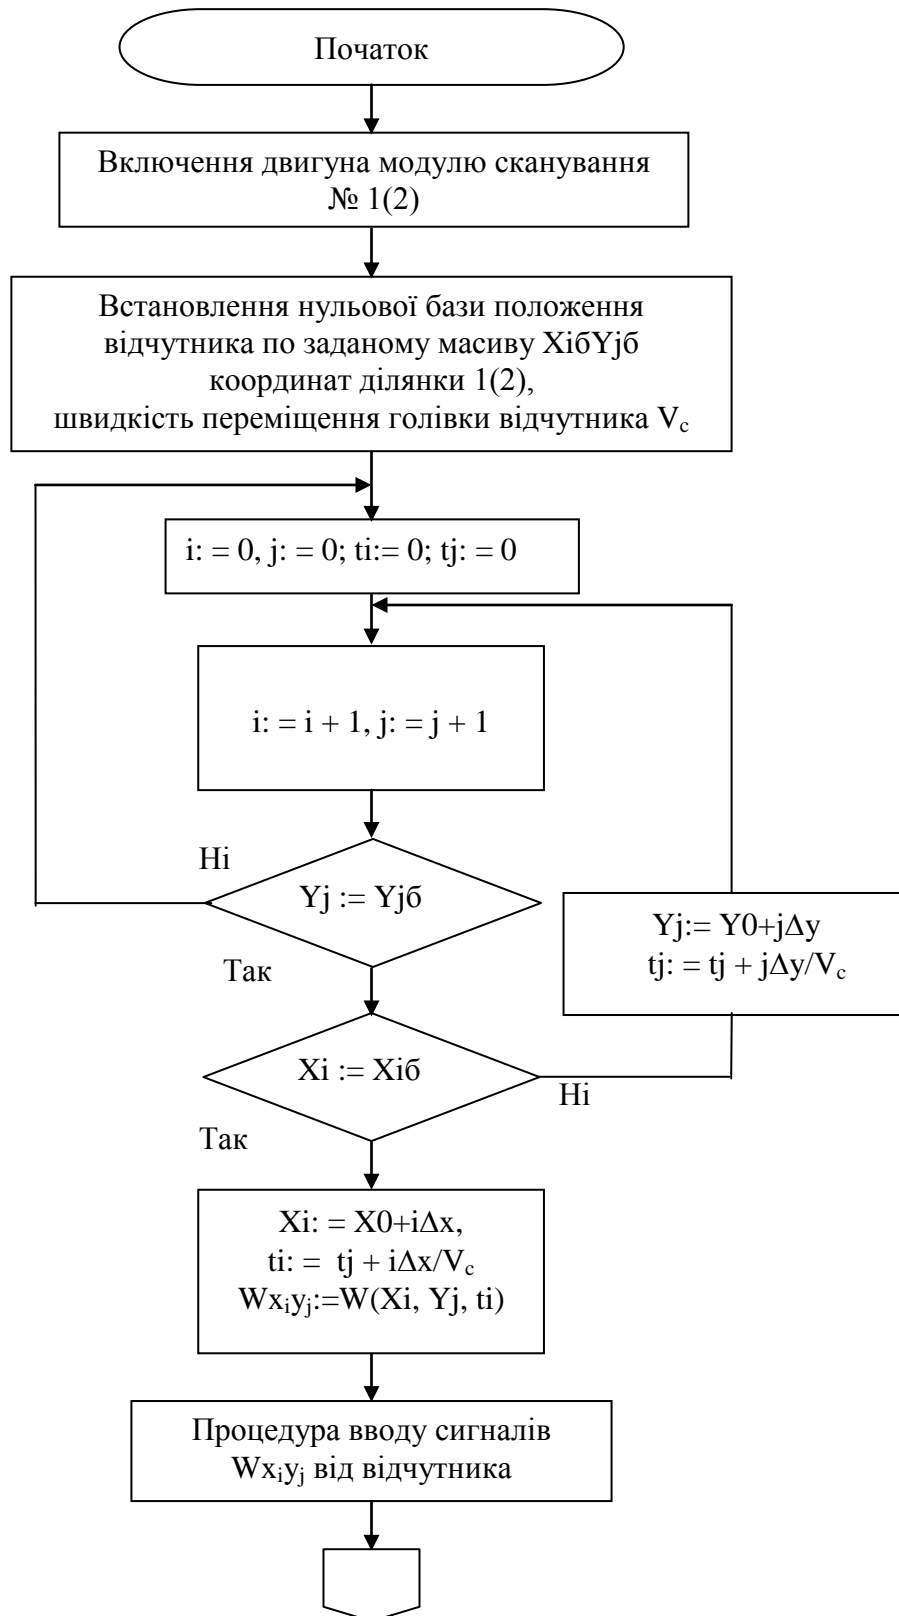 Початок
Включення двигуна модулю сканування
№ 1(2)
Встановлення нульової бази положення
відчутника по заданому масиву XiбYjб
координат ділянки 1(2),
швидкість переміщення голівки відчутника Vc
i: = 0, j: = 0; ti:= 0; tj: = 0
i: = i + 1, j: = j + 1
Ні
Yj := Yjб
Так
Yj:= Y0+jΔy
tj: = tj + jΔy/Vc
Xi := Xiб
Ні
Так
Xi: = X0+iΔx,
ti: = tj + iΔx/Vc
Wxiyj:=W(Xi, Yj, ti)
Процедура вводу сигналів
Wxiyj від відчутника